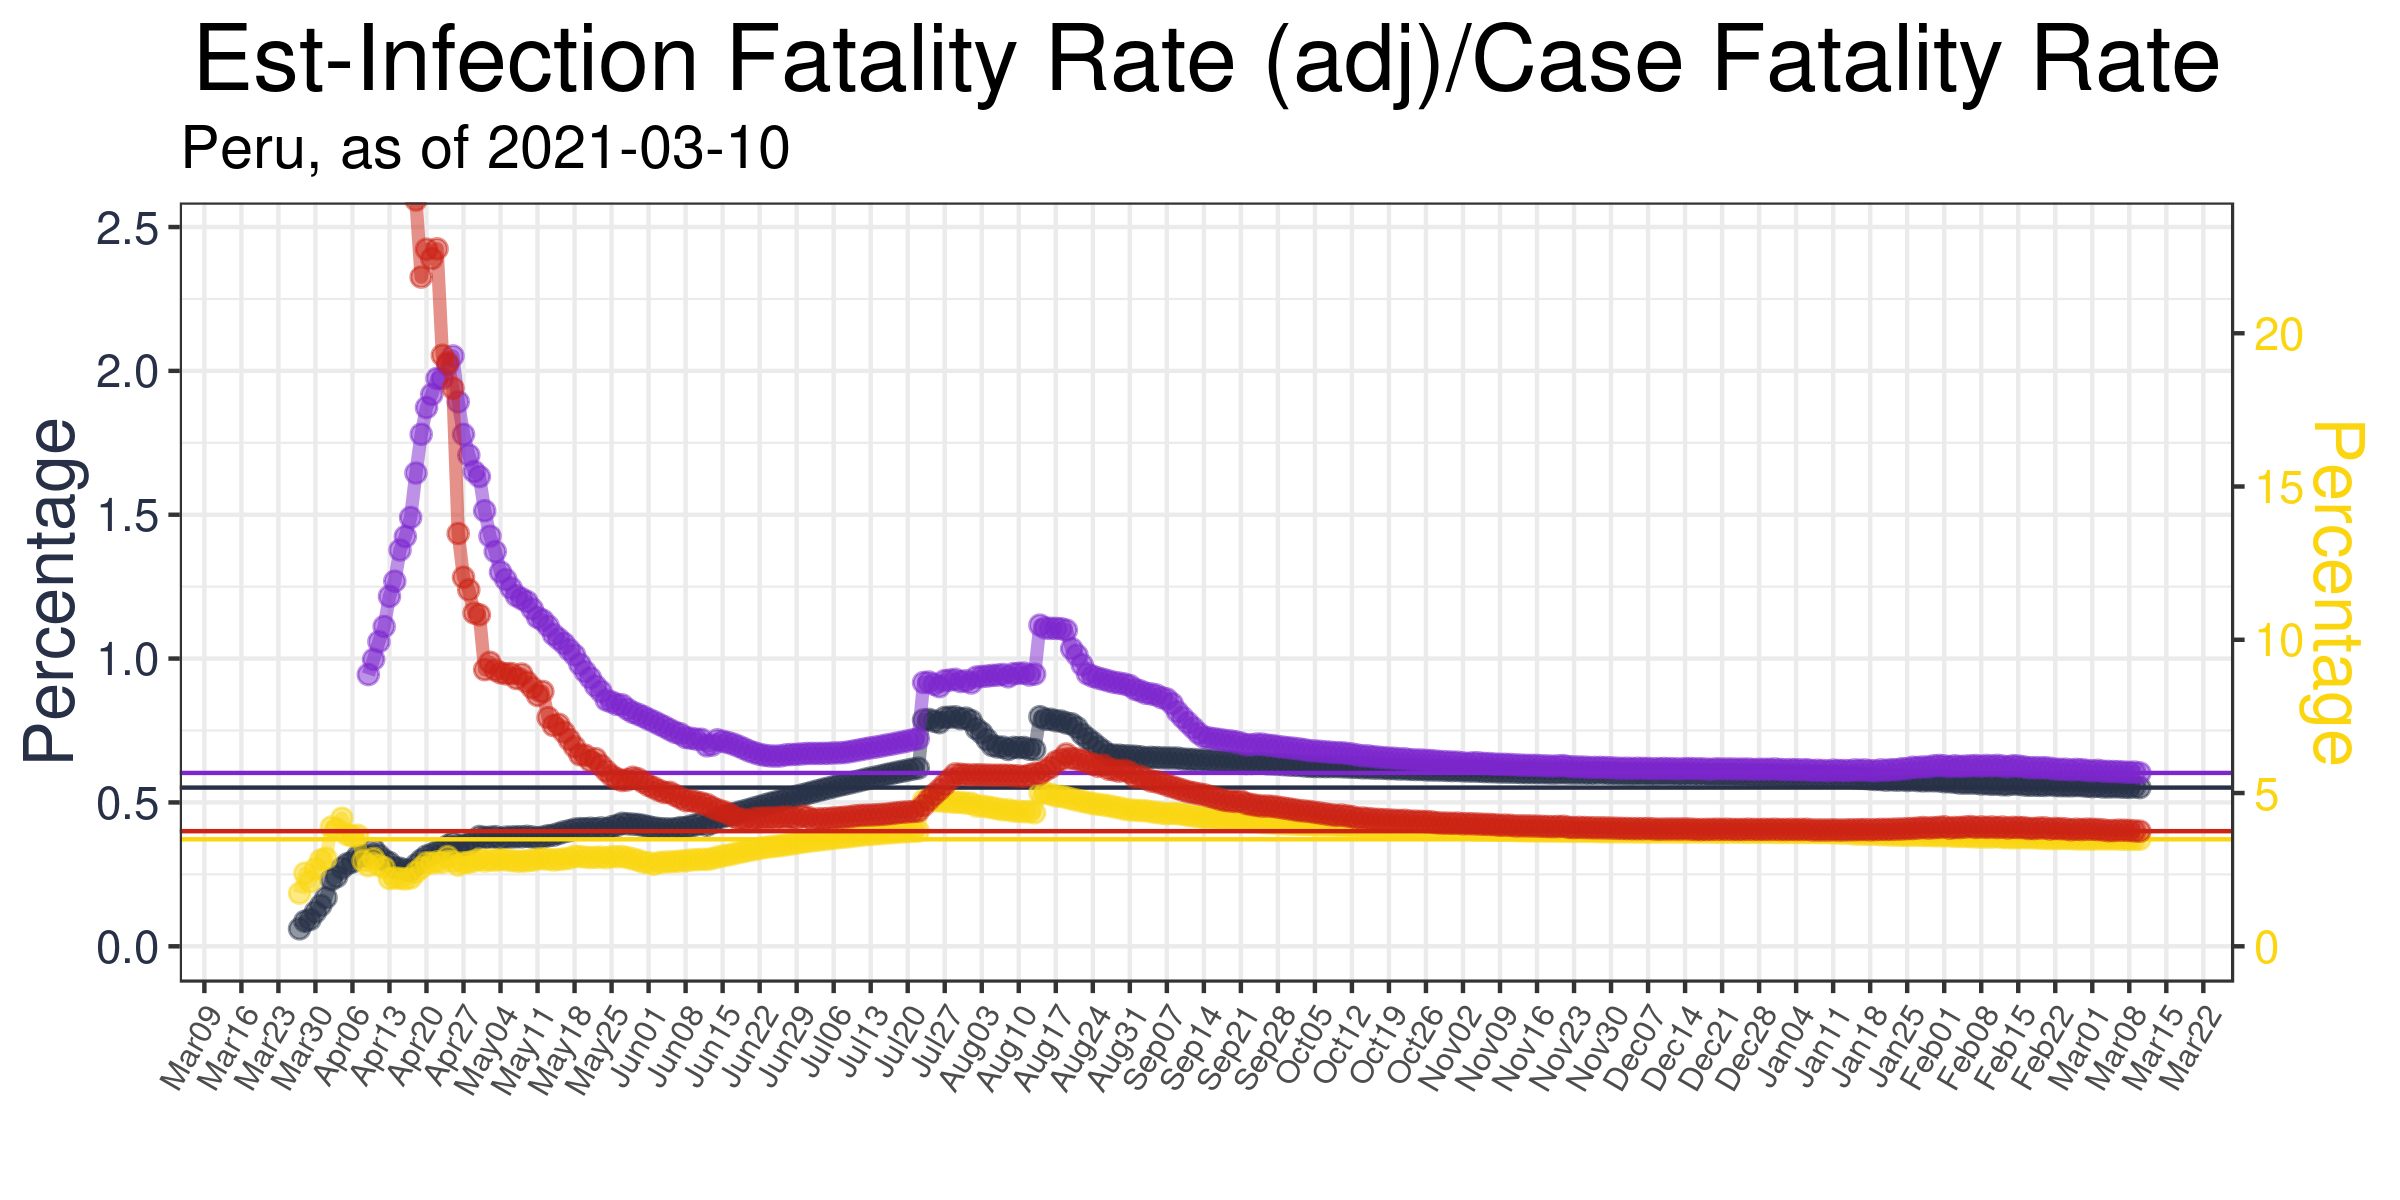 Est-Infection Fatality Rate (adj)/Case Fatality Rate
Peru, as of 2021-03-10
Percentage
2.5
2.0
1.5
1.0
0.5
0.0
20
15
10
5
0
Percentage
Mar09 Mar16 Mar23 Mar30 Apr06 Apr13 Apr20 Apr27 May04 May11 May18 May25 Jun01 Jun08 Jun15 Jun22 Jun29 Jul06 Jul13 Jul20 Jul27 Aug03 Aug10 Aug17 Aug24 Aug31 Sep07 Sep14 Sep21 Sep28 Oct05 Oct12 Oct19 Oct26 Nov02 Nov09 Nov16 Nov23 Nov30 Dec07 Dec14 Dec21 Dec28 Jan04 Jan11 Jan18 Jan25 Feb01 Feb08 Feb15 Feb22 Mar01 Mar08 Mar15 Mar22